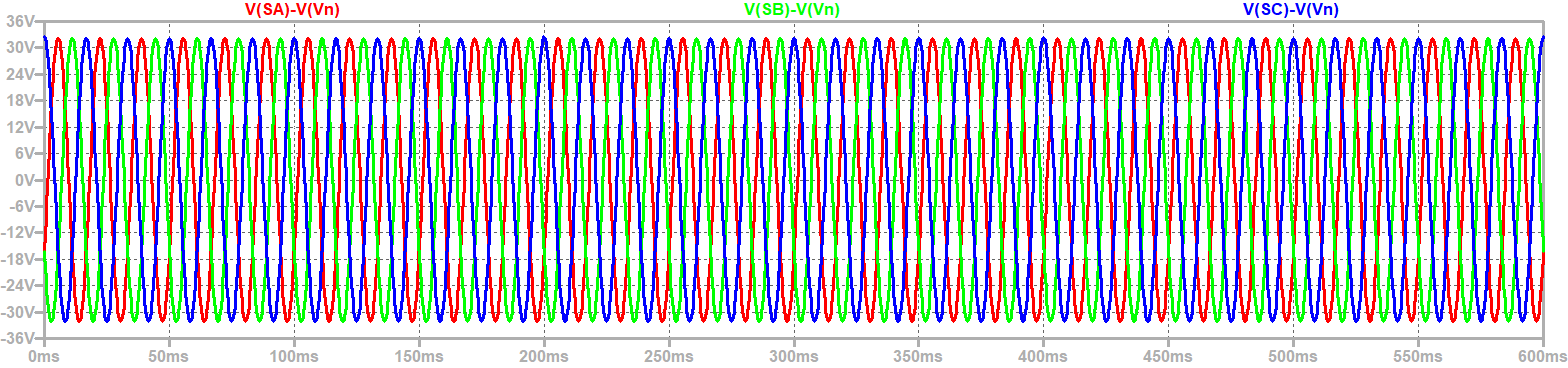 V(SA)-V(Vn) V(SB)-V(Vn) V(SC)-V(Vn)
36V
30V
24V
18V
12V
6V
0V
-6V
-12V
-18V
-24V
-30V
-36V
0ms 50ms 100ms 150ms 200ms 250ms 300ms 350ms 400ms 450ms 500ms 550ms 600ms